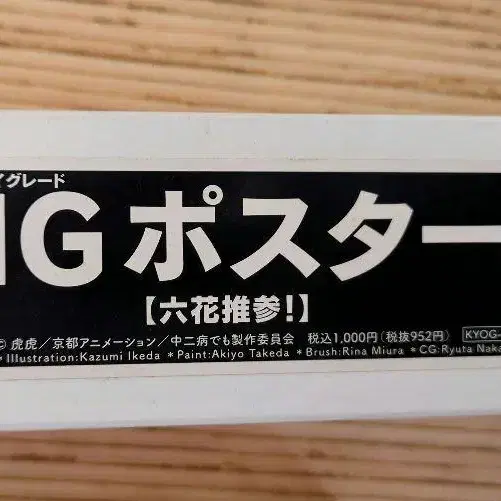 イグレード
HG ポスター
【六花推参!】
© 虎虎／京都アニメーション／中二病でも製作委員会 税込1,000円(税抜952円) KYOG-
*Illustration:Kazumi Ikeda *Paint:Akiyo Takeda *Brush:Rina Miura *CG:Ryuta Naka